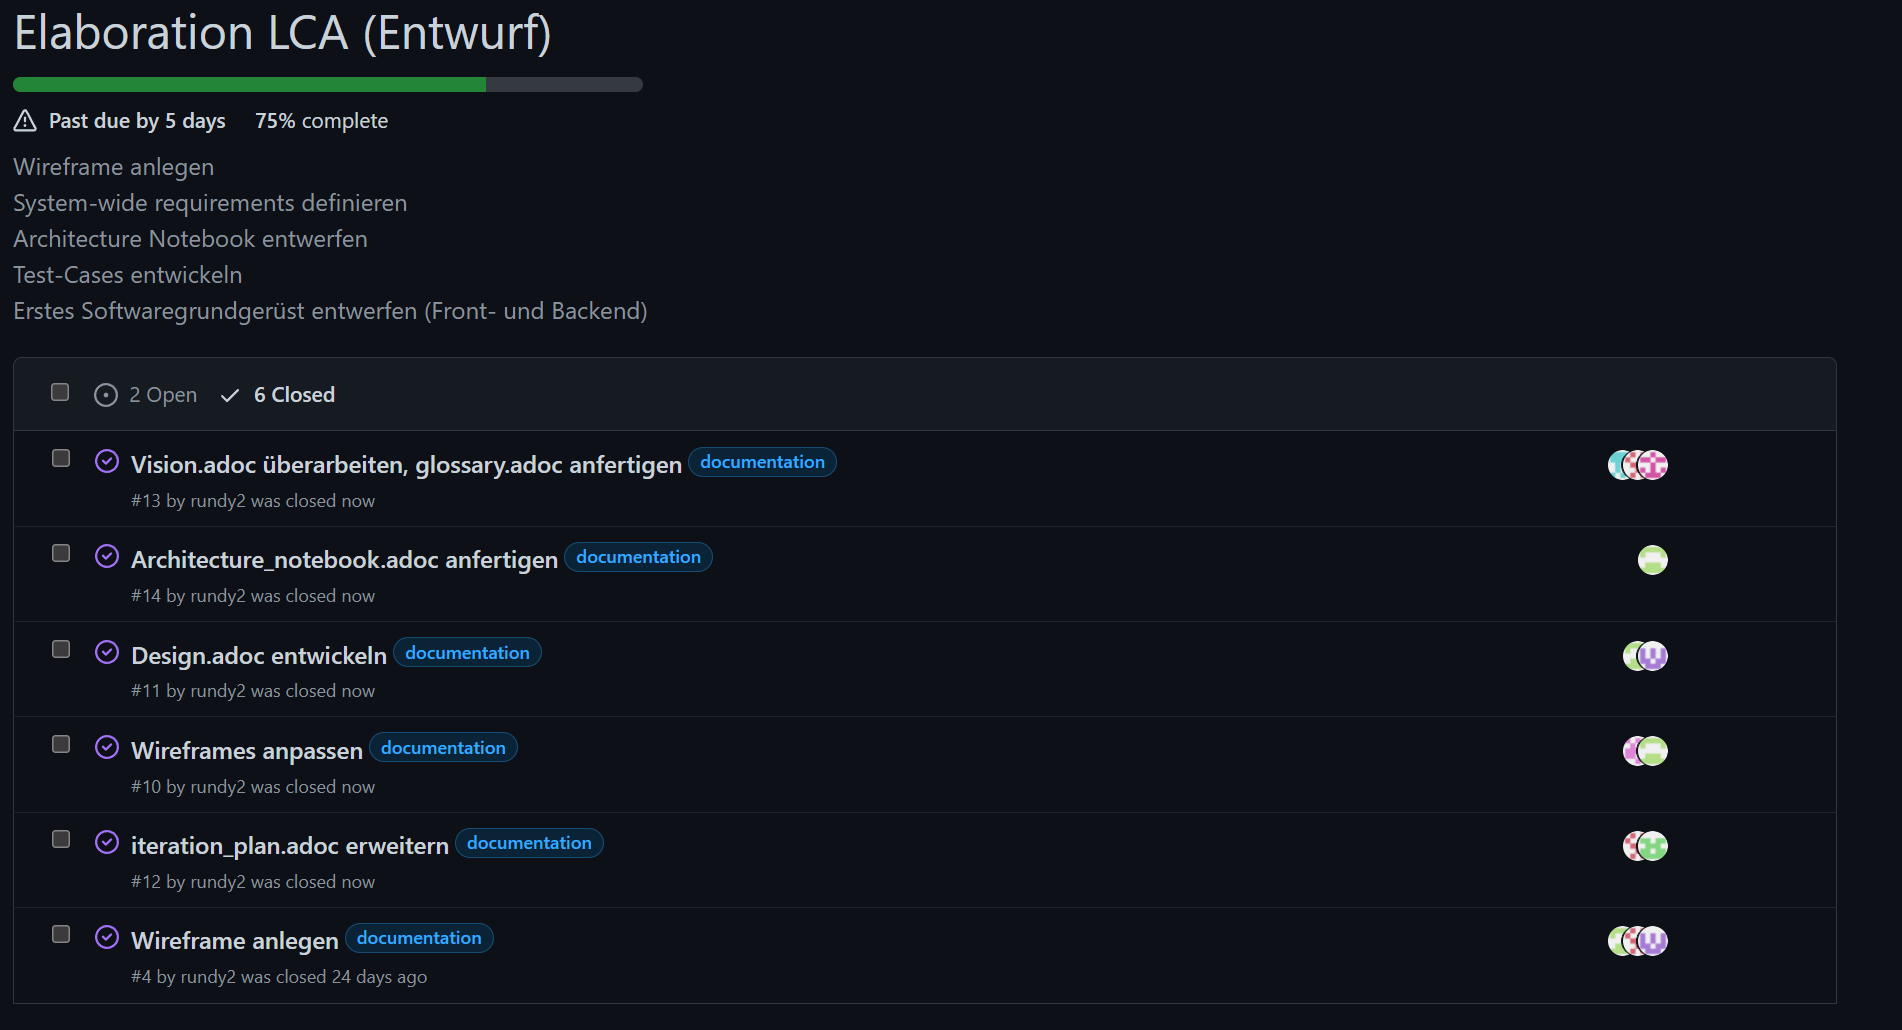 Elaboration LCA (Entwurf)
Past due by 5 days 75% complete
Wireframe anlegen
System-wide requirements definieren
Architecture Notebook entwerfen
Test-Cases entwickeln
Erstes Softwaregrundgerüst entwerfen (Front- und Backend)
2 Open 6 Closed
Vision.adoc überarbeiten, glossary.adoc anfertigen documentation
#13 by rundy2 was closed now
Architecture_notebook.adoc anfertigen documentation
#14 by rundy2 was closed now
Design.adoc entwickeln documentation
#11 by rundy2 was closed now
Wireframes anpassen documentation
#10 by rundy2 was closed now
iteration_plan.adoc erweitern documentation
#12 by rundy2 was closed now
Wireframe anlegen documentation
#4 by rundy2 was closed 24 days ago